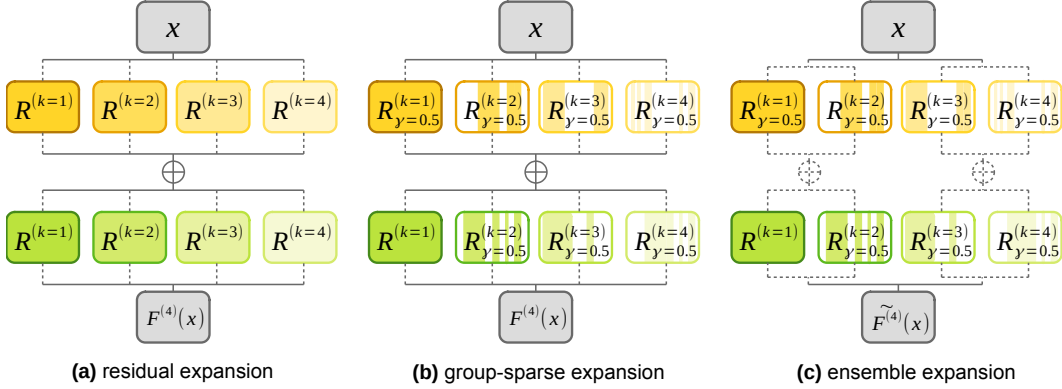 x
x
x
R^(k=1) R^(k=2) R^(k=3) R^(k=4)
R^(k=1)_γ=0.5 R^(k=2)_γ=0.5 R^(k=3)_γ=0.5 R^(k=4)_γ=0.5
R^(k=1)_γ=0.5 R^(k=2)_γ=0.5 R^(k=3)_γ=0.5 R^(k=4)_γ=0.5
R^(k=1) R^(k=2) R^(k=3) R^(k=4)
R^(k=1) R^(k=2)_γ=0.5 R^(k=3)_γ=0.5 R^(k=4)_γ=0.5
R^(k=1) R^(k=2)_γ=0.5 R^(k=3)_γ=0.5 R^(k=4)_γ=0.5
F^(4)(x)
F^(4)(x)
F̃^(4)(x)
(a) residual expansion
(b) group-sparse expansion
(c) ensemble expansion